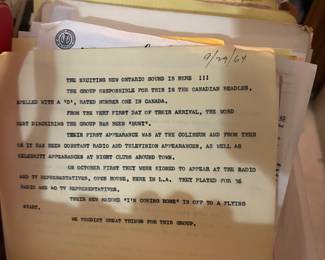 9/29/64
THE EXCITING NEW ONTARIO SOUND IS HERE !!!
THE GROUP RESPONSIBLE FOR THIS IS THE CANADIAN BEADLES,
SPELLED WITH A 'D', RATED NUMBER ONE IN CANADA.
FROM THE VERY FIRST DAY OF THEIR ARRIVAL, THE WORD
BEST DISCRIBING THE GROUP HAS BEEN 'BUSY'.
THEIR FIRST APPEARANCE WAS AT THE COLISEUM AND FROM THEN
ON IT HAS BEEN CONSTANT RADIO AND TELEVISION APPEARANCES, AS WELL AS
CELEBRITY APPEARANCES AT NIGHT CLUBS AROUND TOWN.
ON OCTOBER FIRST THEY WERE SIGNED TO APPEAR AT THE RADIO
AND TV REPRESENTATIVES, OPEN HOUSE, HERE IN L.A. THEY PLAYED FOR 36
RADIO AND TV REPRESENTATIVES.
THEIR NEW RECORD 'I'M COMING HOME' IS OFF TO A FLYING
START.
WE PREDICT GREAT THINGS FOR THIS GROUP.